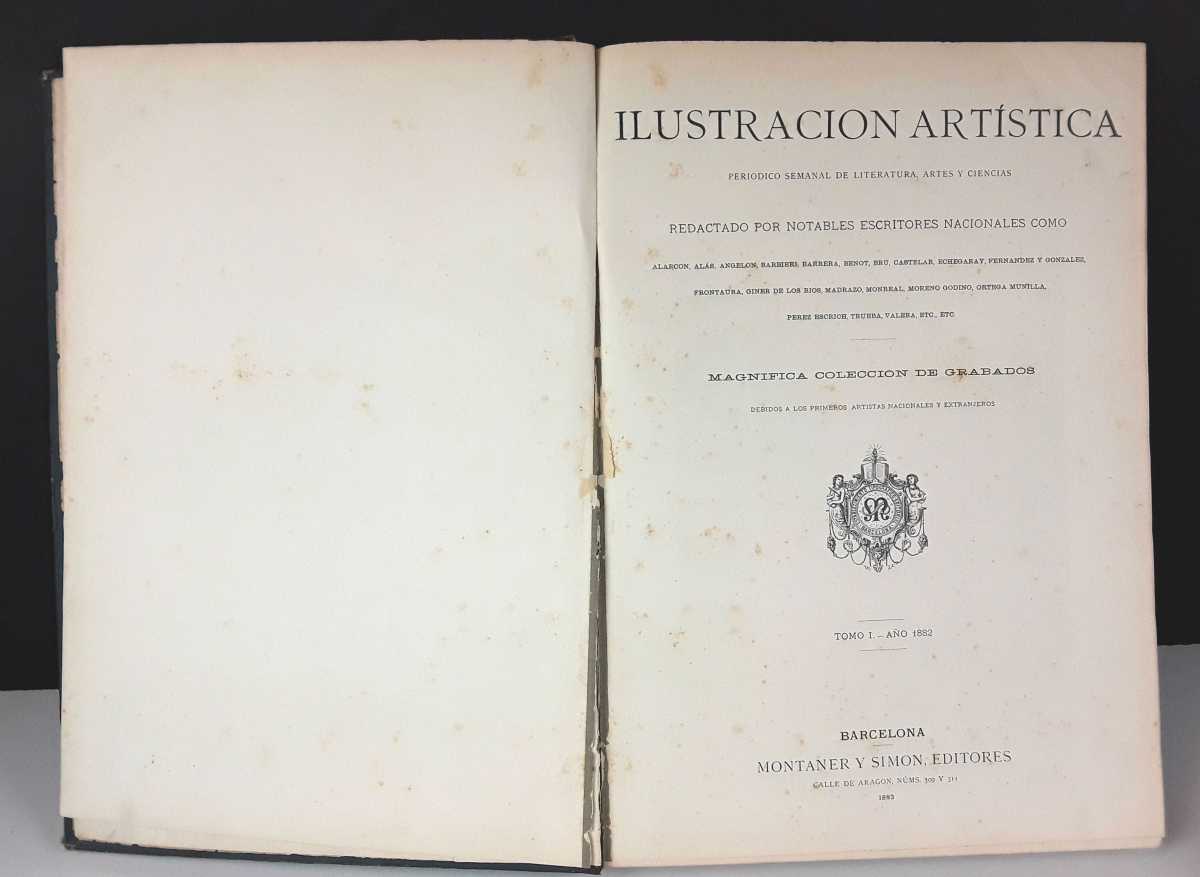 ILUSTRACION ARTÍSTICA
PERIODICO SEMANAL DE LITERATURA, ARTES Y CIENCIAS
REDACTADO POR NOTABLES ESCRITORES NACIONALES COMO
ALARCON, ALÁS, ANGELON, BARBIERI, BARRERA, BENOT, BRU, CASTELAR, ECHEGARAY, FERNANDEZ Y GONZALEZ,
FRONTAURA, GINER DE LOS RIOS, MADRAZO, MONREAL, MORENO GODINO, ORTEGA MUNILLA,
PEREZ ESCRICH, TRUEBA, VALERA, ETC., ETC.
MAGNIFICA COLECCION DE GRABADOS
DEBIDOS A LOS PRIMEROS ARTISTAS NACIONALES Y EXTRANJEROS
BARCELONA
TOMO I.—AÑO 1882
BARCELONA
MONTANER Y SIMON, EDITORES
CALLE DE ARAGON, NÚMS. 309 Y 311
1883